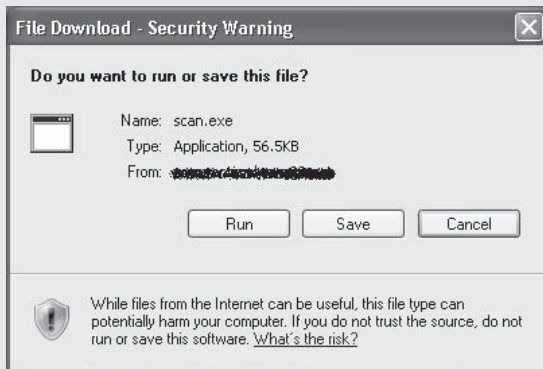 File Download - Security Warning
Do you want to run or save this file?
Name: scan.exe
Type: Application, 56.5KB
From:
Run Save Cancel
While files from the Internet can be useful, this file type can
potentially harm your computer. If you do not trust the source, do not
run or save this software. What's the risk?